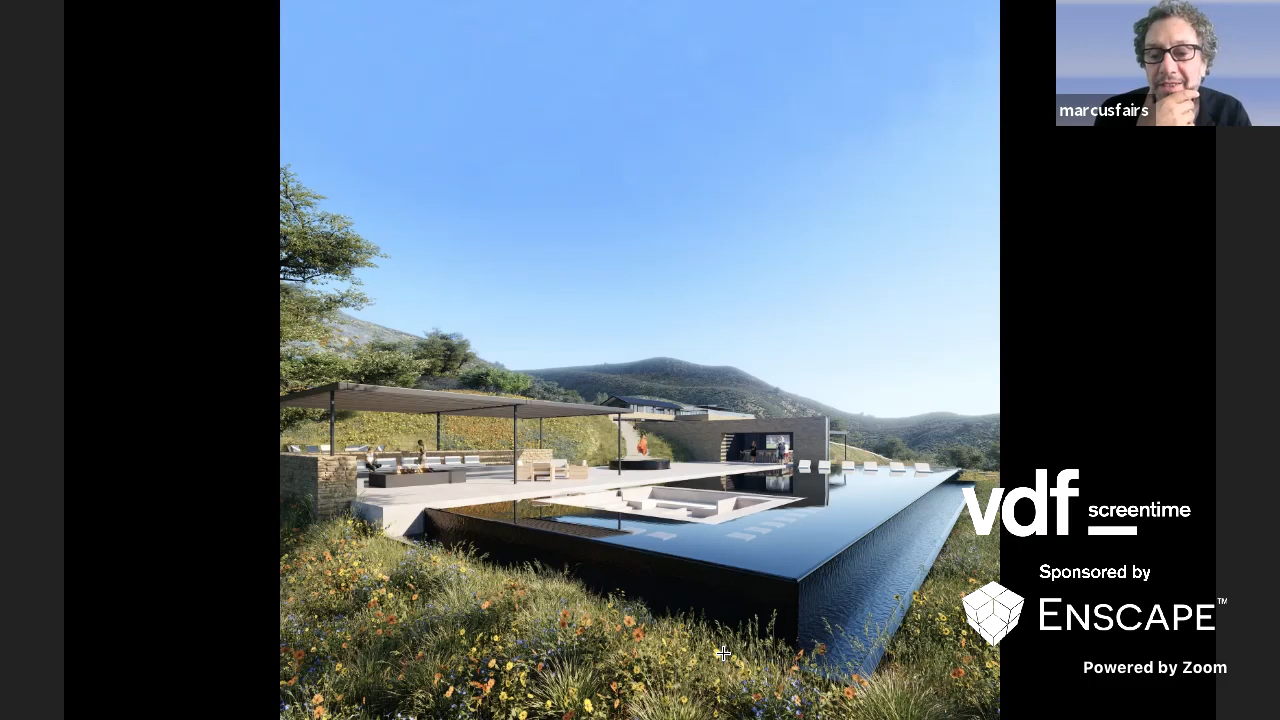 marcusfairs
vdf screentime
Sponsored by
ENSCAPE™
Powered by Zoom